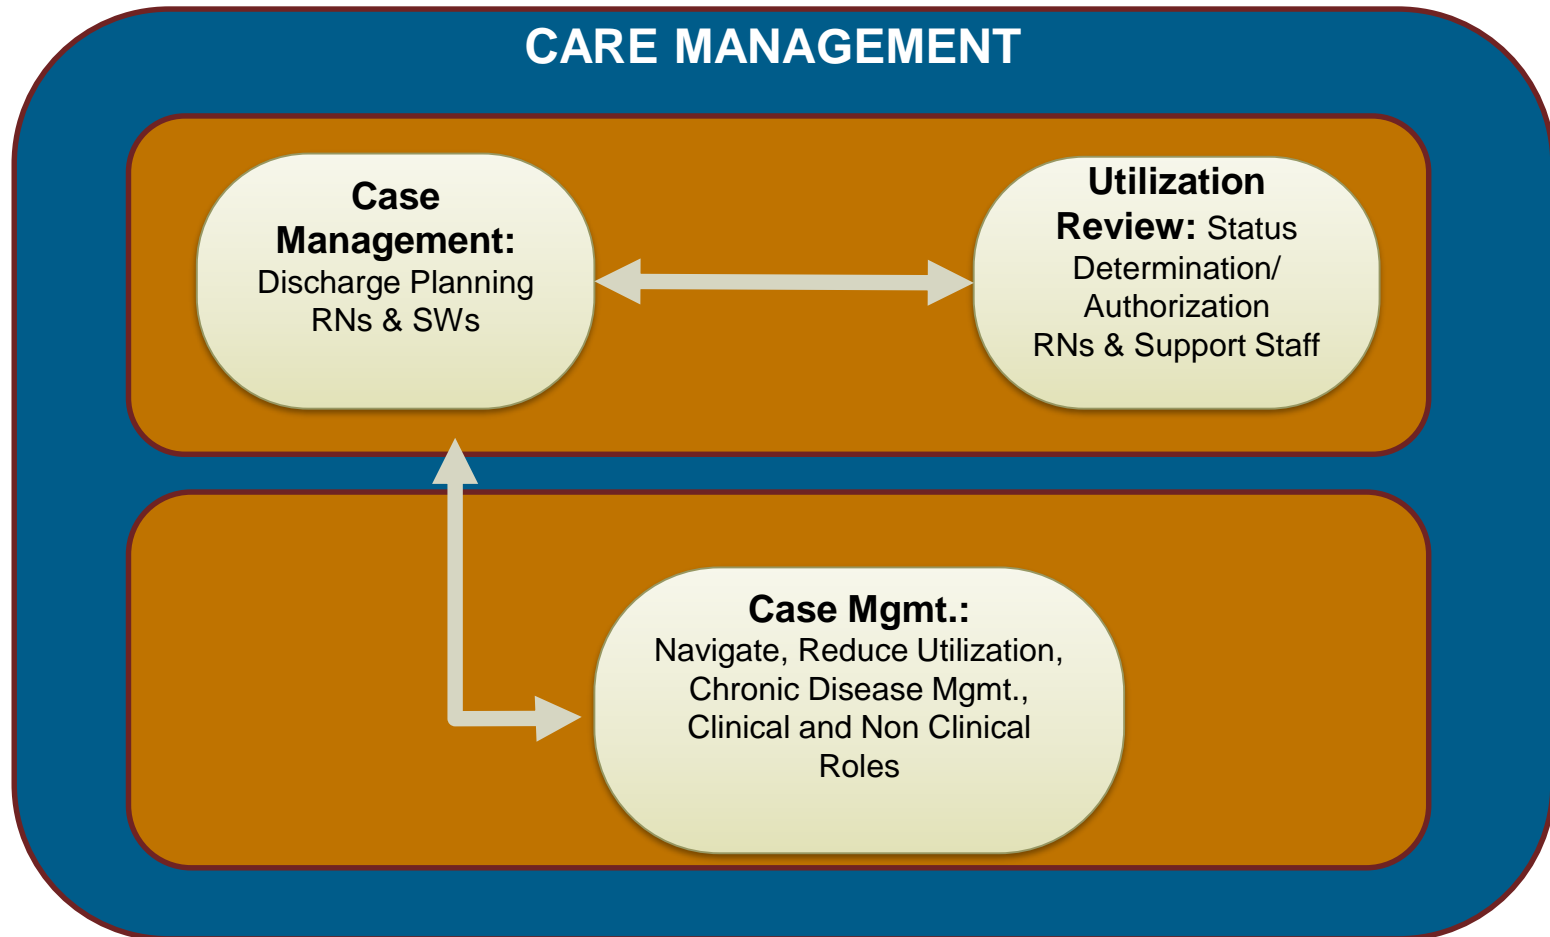 CARE MANAGEMENT
Case
Management:
Discharge Planning
RNs & SWs
Utilization
Review: Status
Determination/
Authorization
RNs & Support Staff
Case Mgmt.:
Navigate, Reduce Utilization,
Chronic Disease Mgmt.,
Clinical and Non Clinical
Roles